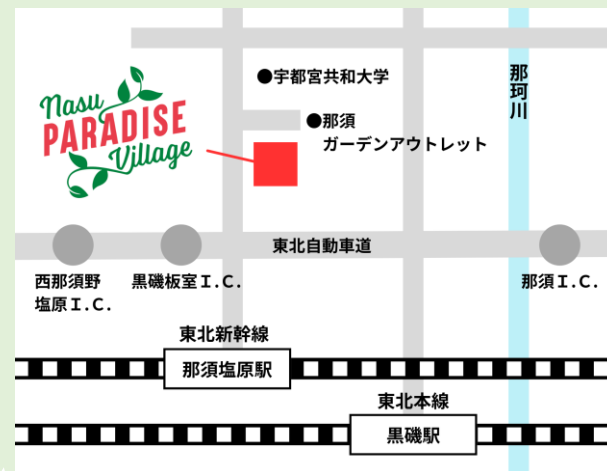 ●宇都宮共和大学
那珂川
Nasu
PARADISE
Village
●那須
ガーデンアウトレット
東北自動車道
西那須野
塩原I.C.
黒磯板室I.C.
那須I.C.
東北新幹線
那須塩原駅
東北本線
黒磯駅